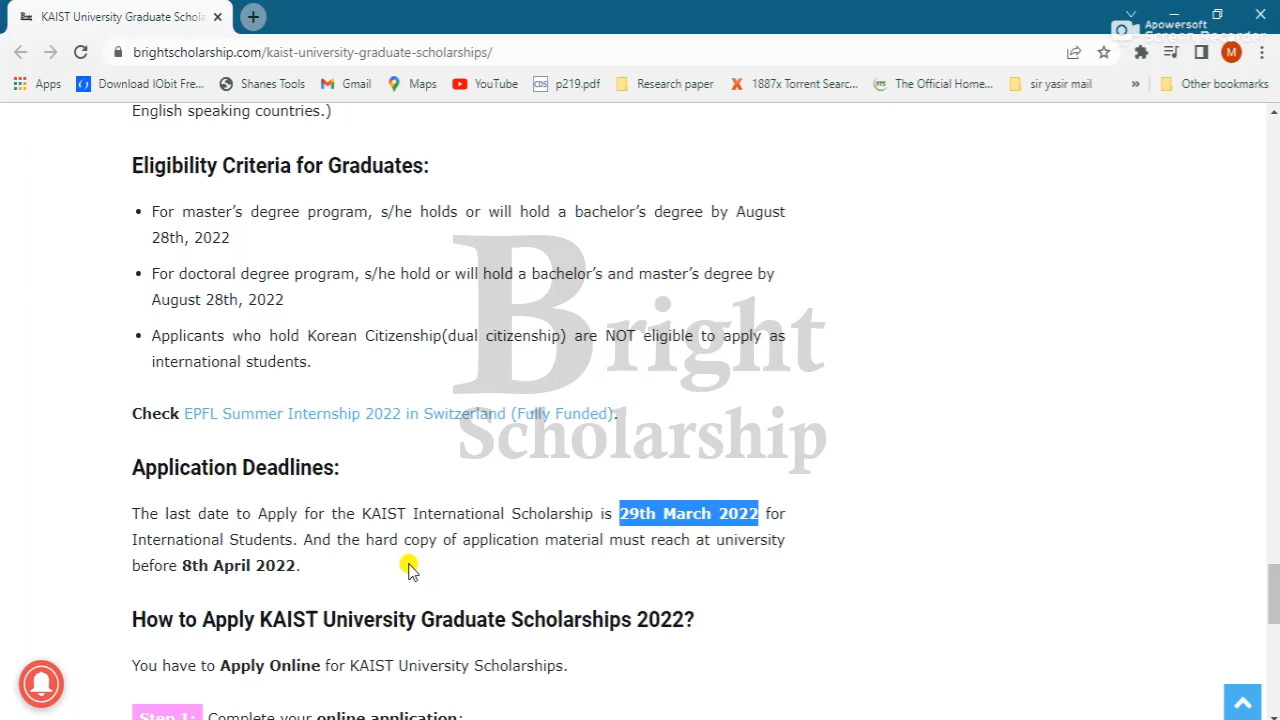 KAIST University Graduate Schola
Apowersoft
Screen Recorder
brightscholarship.com/kaist-university-graduate-scholarships/
M
Apps
Download IObit Fre...
Shanes Tools
Gmail
Maps
YouTube
CDS
p219.pdf
Research paper
1887x Torrent Searc...
The Official Home...
sir yasir mail
»
Other bookmarks
English speaking countries.)
Eligibility Criteria for Graduates:
• For master’s degree program, s/he holds or will hold a bachelor’s degree by August
28th, 2022
• For doctoral degree program, s/he hold or will hold a bachelor’s and master’s degree by
August 28th, 2022
• Applicants who hold Korean Citizenship(dual citizenship) are NOT eligible to apply as
international students.
Bright
Scholarship
Check EPFL Summer Internship 2022 in Switzerland (Fully Funded).
Application Deadlines:
The last date to Apply for the KAIST International Scholarship is 29th March 2022 for
International Students. And the hard copy of application material must reach at university
before 8th April 2022.
How to Apply KAIST University Graduate Scholarships 2022?
You have to Apply Online for KAIST University Scholarships.
Step 1: Complete your online application: